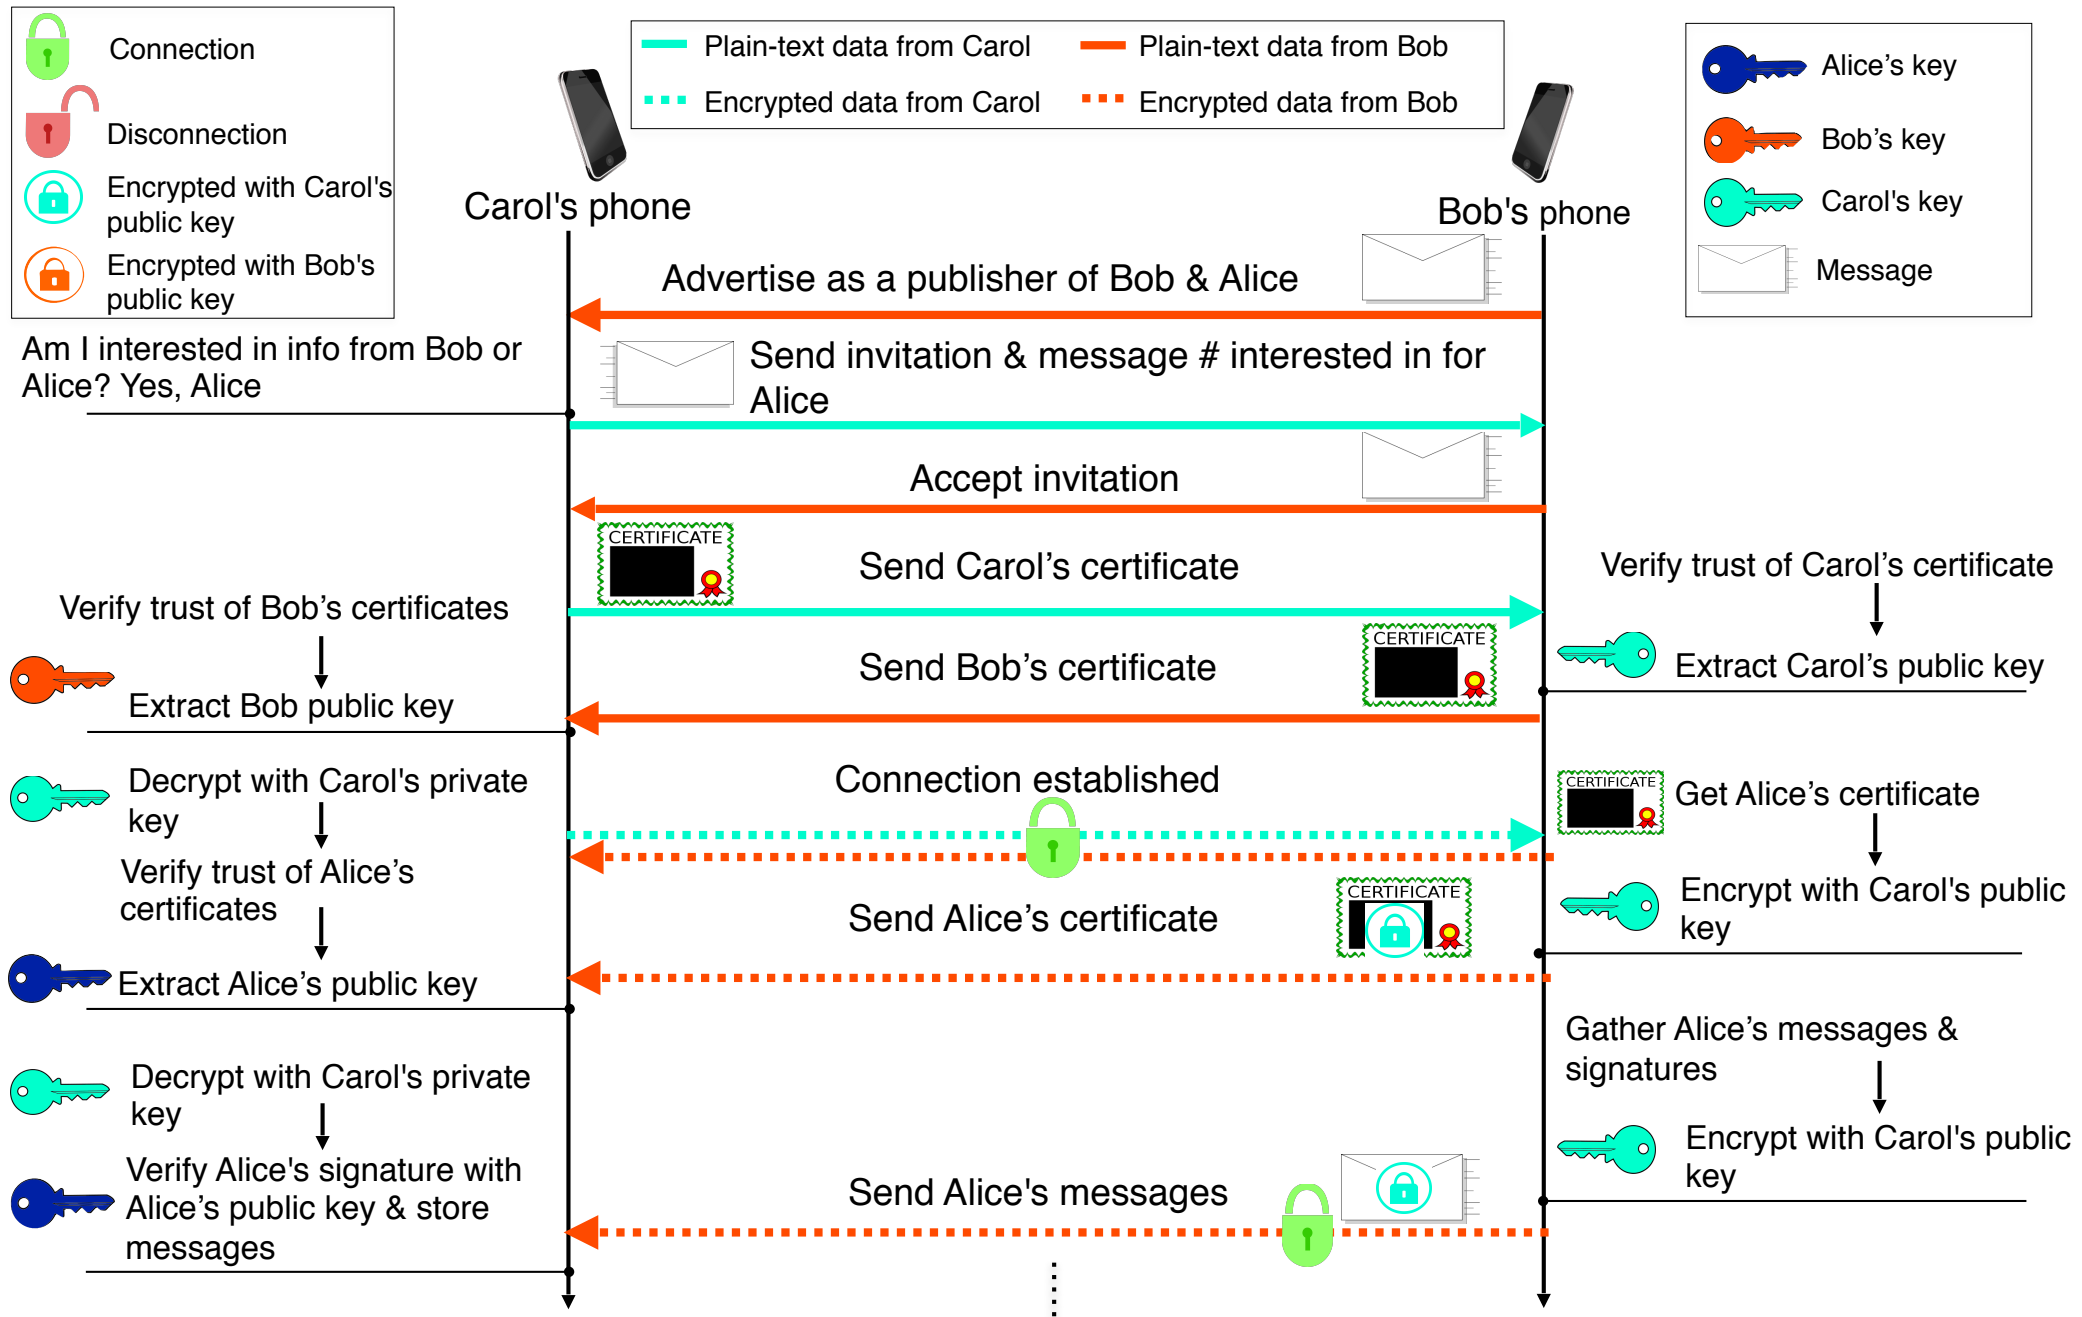 Connection
Disconnection
Encrypted with Carol's
public key
Encrypted with Bob's
public key
Plain-text data from Carol
Plain-text data from Bob
Encrypted data from Carol
Encrypted data from Bob
Alice’s key
Bob’s key
Carol's key
Message
Carol's phone
Bob's phone
Advertise as a publisher of Bob & Alice
Am I interested in info from Bob or
Alice? Yes, Alice
Send invitation & message # interested in for
Alice
Accept invitation
CERTIFICATE
Send Carol’s certificate
Verify trust of Carol’s certificate
Extract Carol’s public key
Verify trust of Bob’s certificates
Extract Bob public key
Send Bob’s certificate
CERTIFICATE
Connection established
CERTIFICATE
Get Alice’s certificate
Encrypt with Carol's public
key
Decrypt with Carol's private
key
Verify trust of Alice’s
certificates
Extract Alice’s public key
Send Alice’s certificate
CERTIFICATE
Gather Alice’s messages &
signatures
Encrypt with Carol's public
key
Decrypt with Carol's private
key
Verify Alice's signature with
Alice’s public key & store
messages
Send Alice's messages